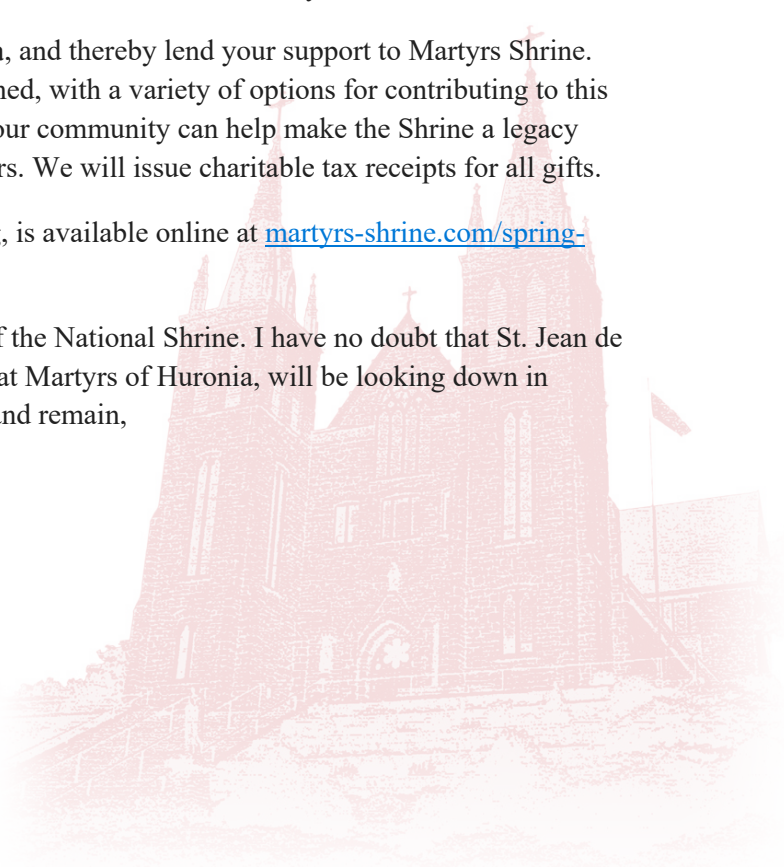 , and thereby lend your support to Martyrs Shrine.
ned, with a variety of options for contributing to this
our community can help make the Shrine a legacy
rs. We will issue charitable tax receipts for all gifts.
, is available online at martyrs-shrine.com/spring-
f the National Shrine. I have no doubt that St. Jean de
at Martyrs of Huronia, will be looking down in
and remain,